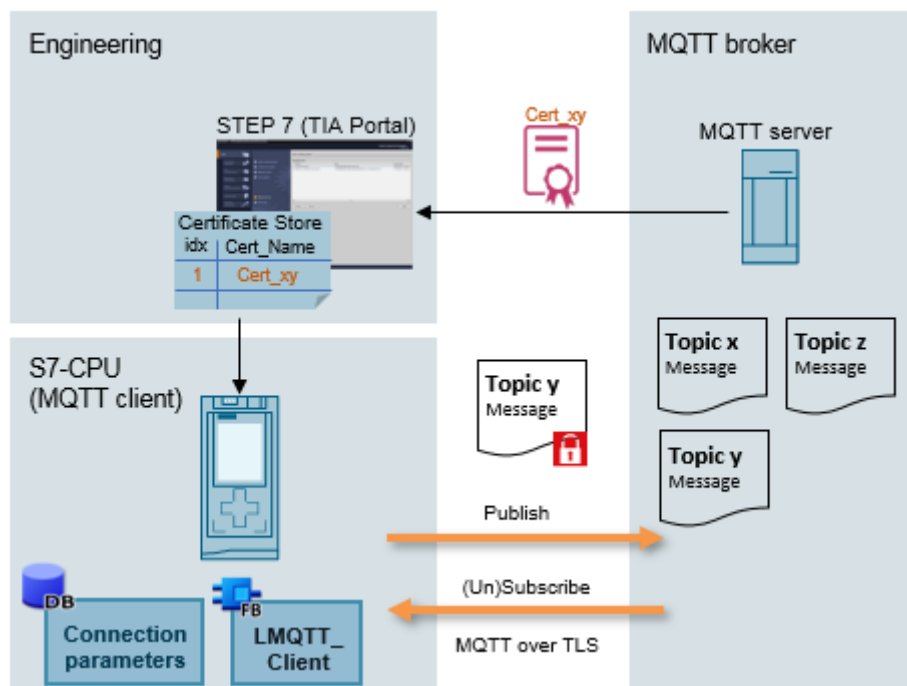 Engineering
STEP 7 (TIA Portal)
Certificate Store
idx Cert_Name
1 Cert_xy
Cert_xy
MQTT broker
MQTT server
S7-CPU
(MQTT client)
DB
Connection
parameters
FB
LMQTT_
Client
Topic y
Message
Publish
(Un)Subscribe
MQTT over TLS
Topic x
Message
Topic z
Message
Topic y
Message